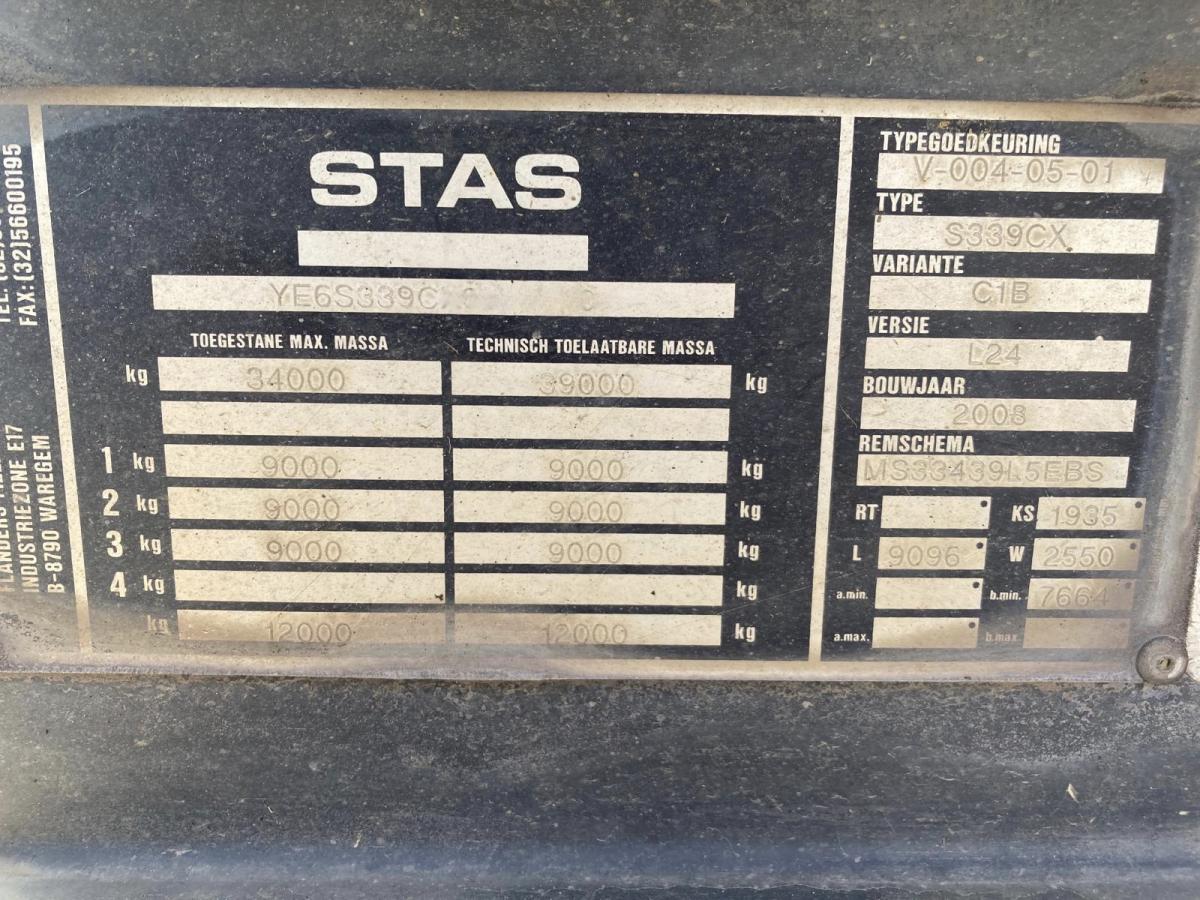 STAS
YE6S339C
TOEGESTANE MAX. MASSA TECHNISCH TOELAATBARE MASSA
kg 34000 39000 kg
1 kg 9000 9000 kg
2 kg 9000 9000 kg
3 kg 9000 9000 kg
4 kg kg
kg 12000 12000 kg
TYPEGOEDKEURING
V-004-05-01
TYPE
S339CX
VARIANTE
C1B
VERSIE
L24
BOUWJAAR
2008
REMSCHEMA
MS33439L5EBS
RT KS 1935
L 9096 W 2550
a.min. b.min. 7664
a.max. b.max.
FAX:(32)56600195
INDUSTRIEZONE E17
B-8790 WAREGEM